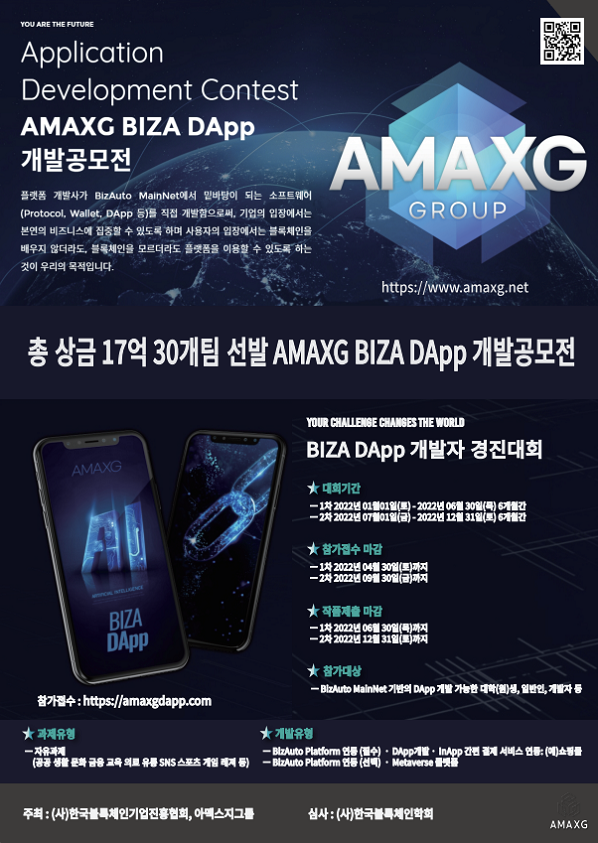 YOU ARE THE FUTURE
Application
Development Contest
AMAXG BIZA DApp
개발공모전
플랫폼 개발사가 BizAuto MainNet에서 밑바탕이 되는 소프트웨어
(Protocol, Wallet, DApp 등)를 직접 개발함으로써, 기업의 입장에서는
본연의 비즈니스에 집중할 수 있도록 하며 사용자의 입장에서는 블록체인을
배우지 않더라도, 블록체인을 모르더라도 플랫폼을 이용할 수 있도록 하는
것이 우리의 목적입니다.
AMAXG
GROUP
https://www.amaxg.net
총 상금 17억 30개팀 선발 AMAXG BIZA DApp 개발공모전
YOUR CHALLENGE CHANGES THE WORLD
BIZA DApp 개발자 경진대회
대회기간
— 1차 2022년 01월01일(토) - 2022년 06월 30일(목) 6개월간
— 2차 2022년 07월01일(금) - 2022년 12월 31일(토) 6개월간
참가접수 마감
— 1차 2022년 04월 30일(토)까지
— 2차 2022년 09월 30일(금)까지
작품제출 마감
— 1차 2022년 06월 30일(목)까지
— 2차 2022년 12월 31일(토)까지
참가대상
— BizAuto MainNet 기반의 DApp 개발 가능한 대학(원)생, 일반인, 개발자 등
AMAXG
AI
ARTIFICIAL INTELLIGENCE
BIZA
DApp
참가접수 : https://amaxgdapp.com
과제유형
— 자유과제
(공공 생활 문화 금융 교육 의료 유통 SNS 스포츠 게임 레져 등)
개발유형
— BizAuto Platform 연동 (필수) · DApp개발 · InApp 간편 결제 서비스 연동: (예)쇼핑몰
— BizAuto Platform 연동 (선택) · Metaverse 플랫폼
주최 : (사)한국블록체인기업진흥협회, 아맥스지그룹
심사 : (사)한국블록체인학회
AMAXG